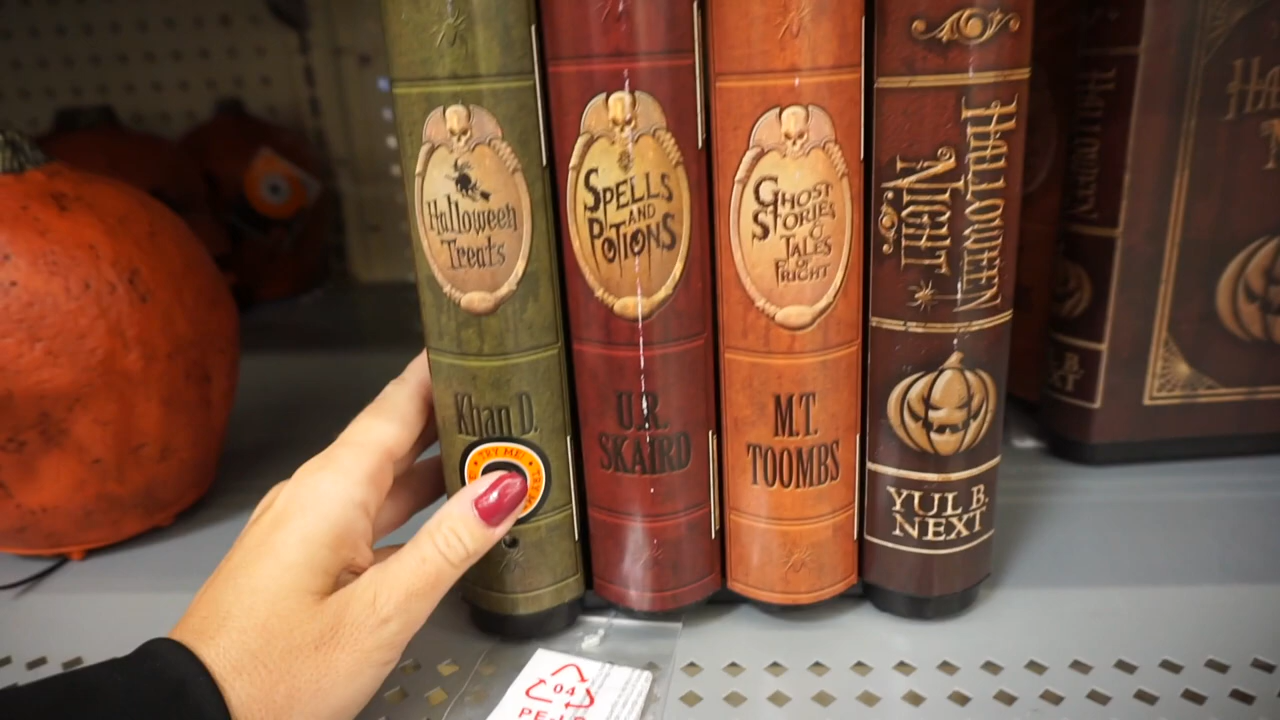 Halloween
Treats
Khan D.
TRY ME!
SPELLS
AND
POTIONS
U.R.
SKAIRD
GHOST
STORIES
&
TALES
OF
FRIGHT
M.T.
TOOMBS
HALLOWEEN
NIGHT
YUL B.
NEXT
HALLOWEEN
04